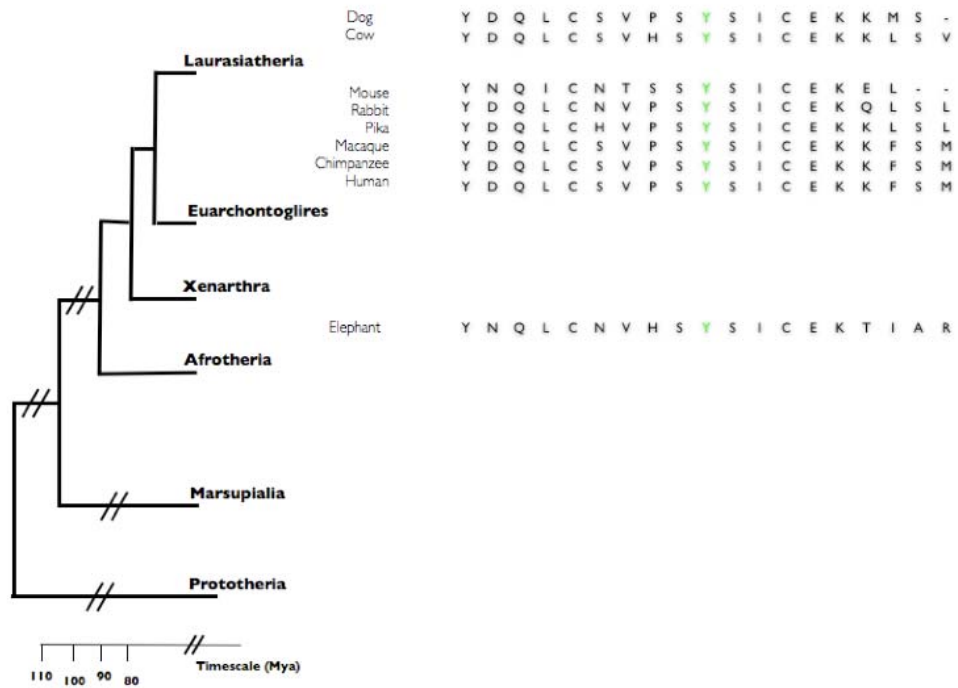 Dog Y D Q L C S V P S Y S I C E K K M S -
Cow Y D Q L C S V H S Y S I C E K K L S V
Laurasiatheria
Mouse Y N Q I C N T S S Y S I C E K E L - -
Rabbit Y D Q L C N V P S Y S I C E K Q L S L
Pika Y D Q L C H V P S Y S I C E K K L S L
Macaque Y D Q L C S V P S Y S I C E K K F S M
Chimpanzee Y D Q L C S V P S Y S I C E K K F S M
Human Y D Q L C S V P S Y S I C E K K F S M
Euarchontoglires
Xenarthra
Elephant Y N Q L C N V H S Y S I C E K T I A R
Afrotheria
Marsupialia
Prototheria
Timescale (Mya)
110 100 90 80